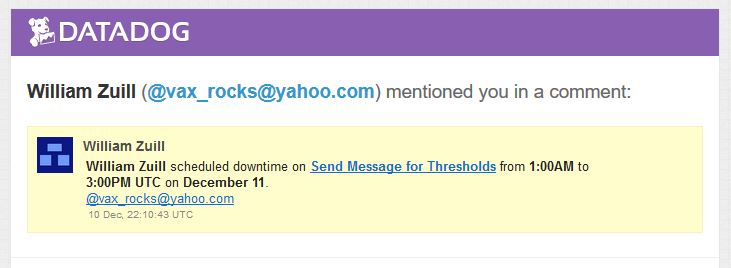 DATADOG
William Zuill (@vax_rocks@yahoo.com) mentioned you in a comment:
William Zuill
William Zuill scheduled downtime on Send Message for Thresholds from 1:00AM to
3:00PM UTC on December 11.
@vax_rocks@yahoo.com
10 Dec, 22:10:43 UTC